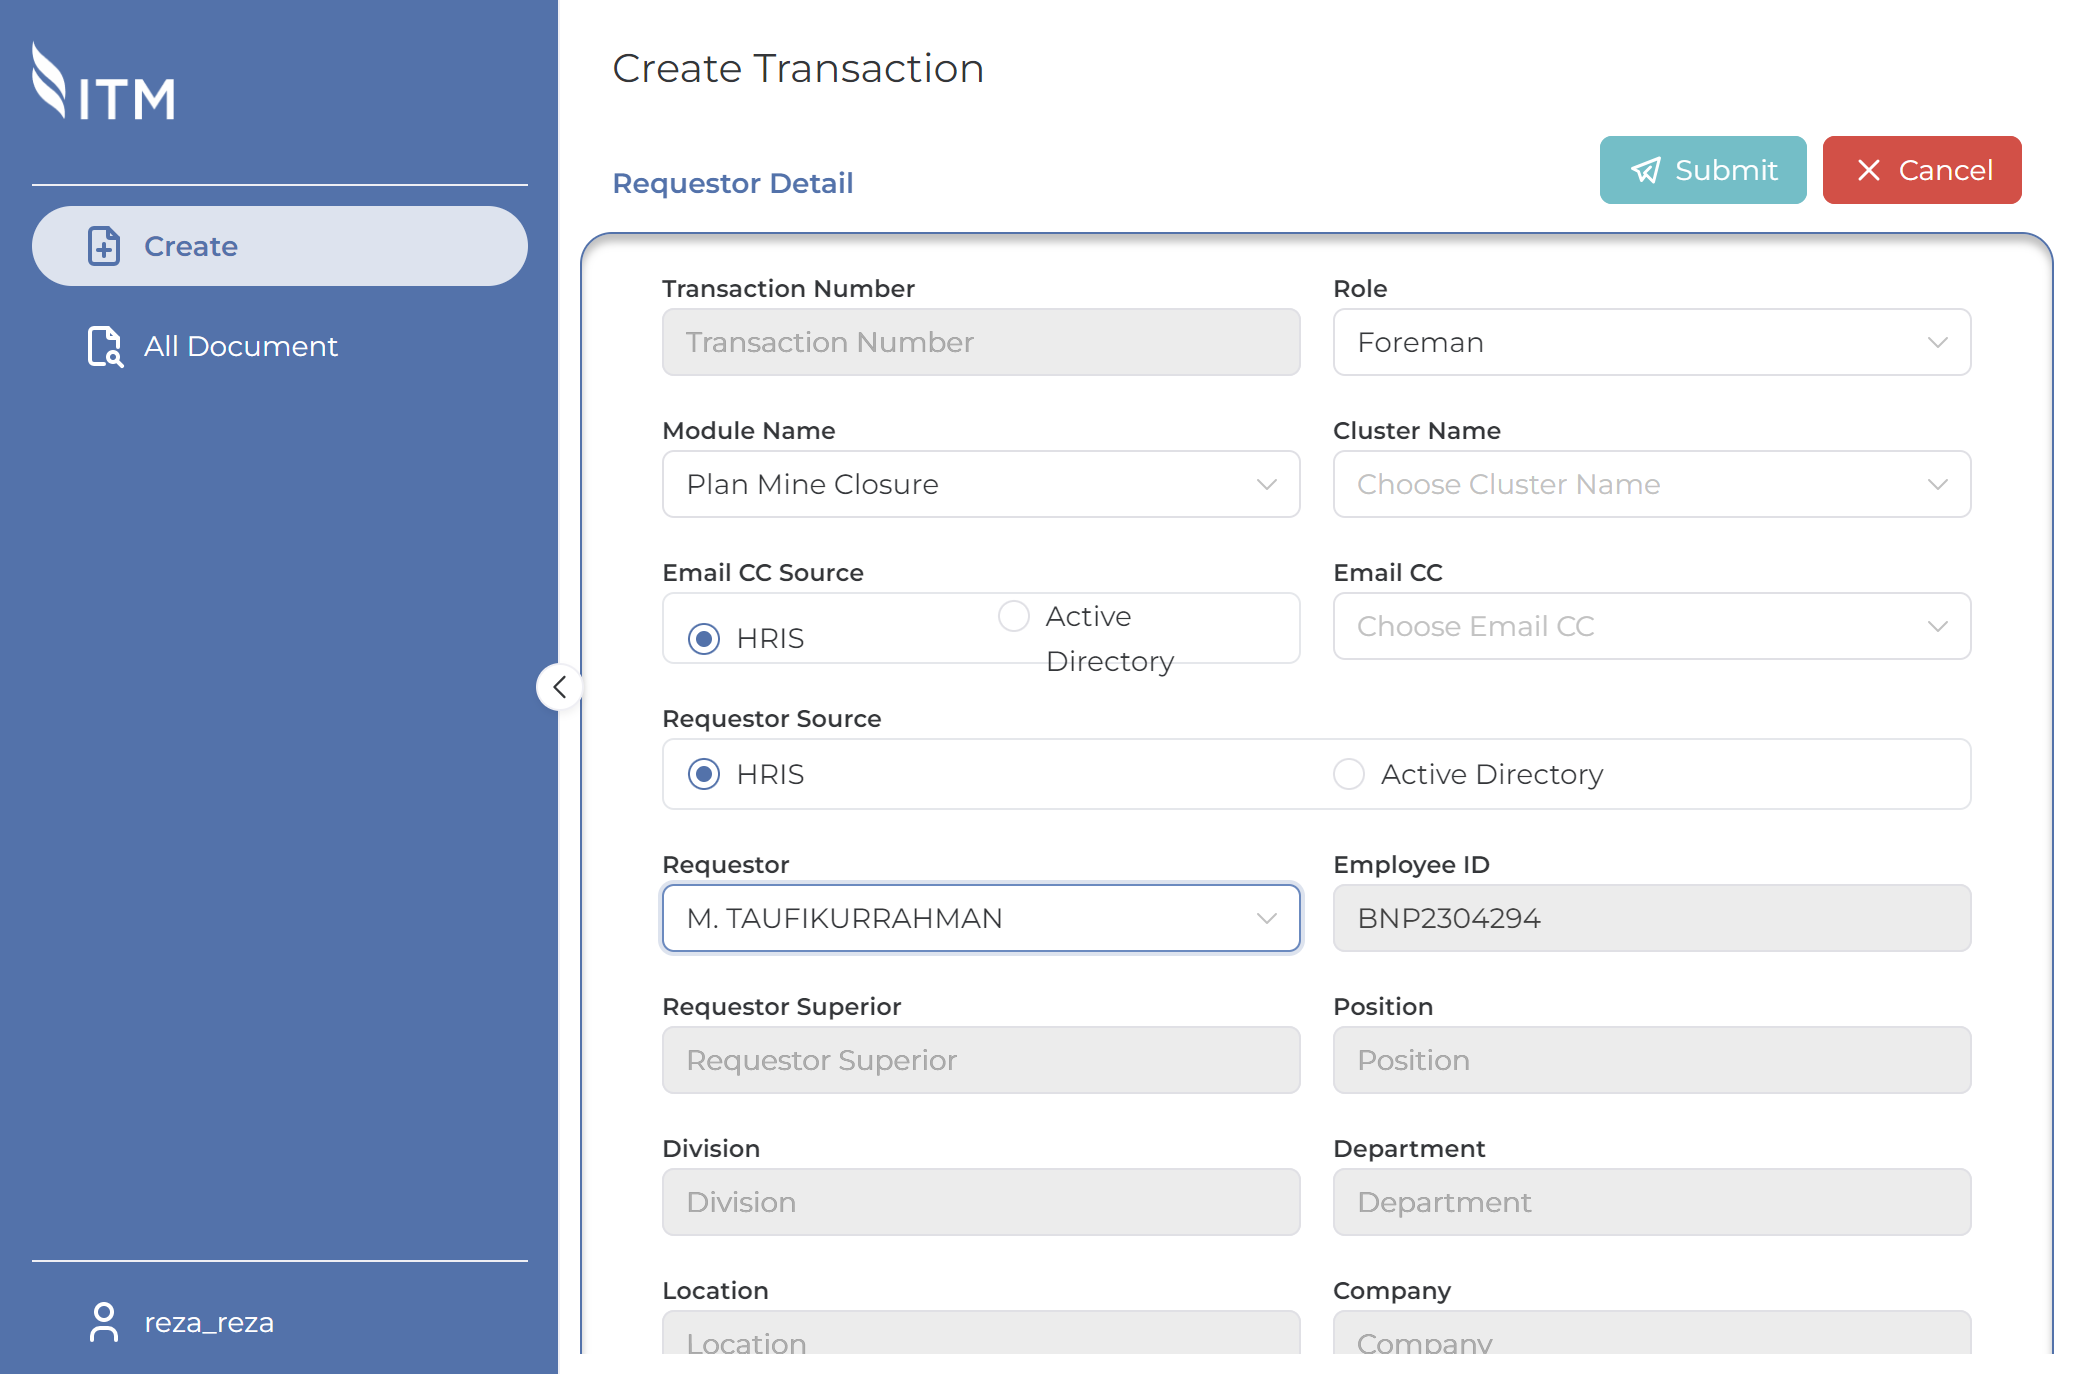 ITM
Create Transaction
Requestor Detail
Submit
Cancel
Create
All Document
Transaction Number
Transaction Number
Role
Foreman
Module Name
Plan Mine Closure
Cluster Name
Choose Cluster Name
Email CC Source
HRIS
Active
Directory
Email CC
Choose Email CC
Requestor Source
HRIS
Active Directory
Requestor
M. TAUFIKURRAHMAN
Employee ID
BNP2304294
Requestor Superior
Requestor Superior
Position
Position
Division
Division
Department
Department
Location
Location
Company
Company
reza_reza